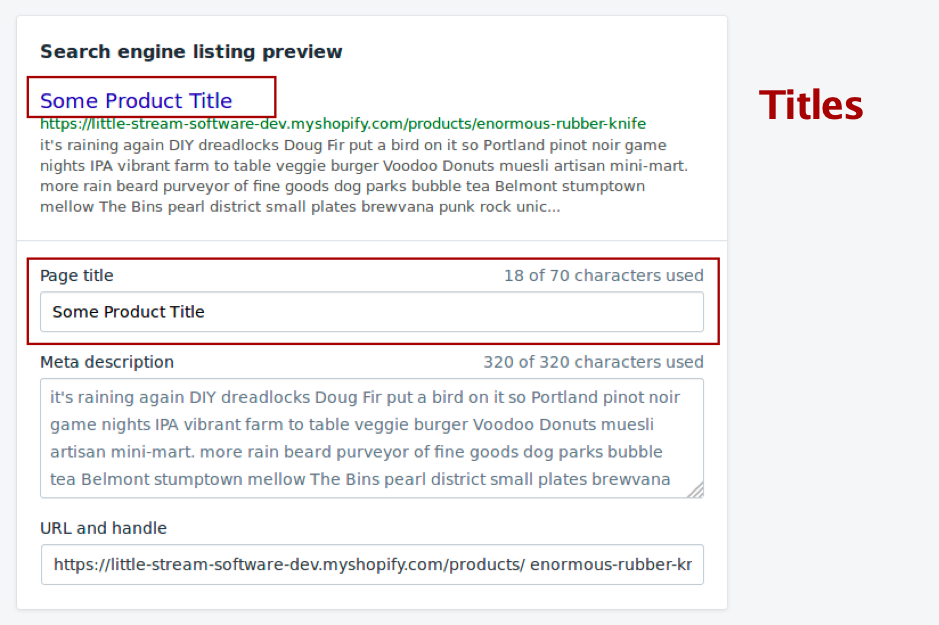 Search engine listing preview
Some Product Title
Titles
https://little-stream-software-dev.myshopify.com/products/enormous-rubber-knife
it's raining again DIY dreadlocks Doug Fir put a bird on it so Portland pinot noir game
nights IPA vibrant farm to table veggie burger Voodoo Donuts muesli artisan mini-mart.
more rain beard purveyor of fine goods dog parks bubble tea Belmont stumptown
mellow The Bins pearl district small plates brewvana punk rock unic...
Page title 18 of 70 characters used
Some Product Title
Meta description 320 of 320 characters used
it's raining again DIY dreadlocks Doug Fir put a bird on it so Portland pinot noir
game nights IPA vibrant farm to table veggie burger Voodoo Donuts muesli
artisan mini-mart. more rain beard purveyor of fine goods dog parks bubble
tea Belmont stumptown mellow The Bins pearl district small plates brewvana
URL and handle
https://little-stream-software-dev.myshopify.com/products/ enormous-rubber-kr